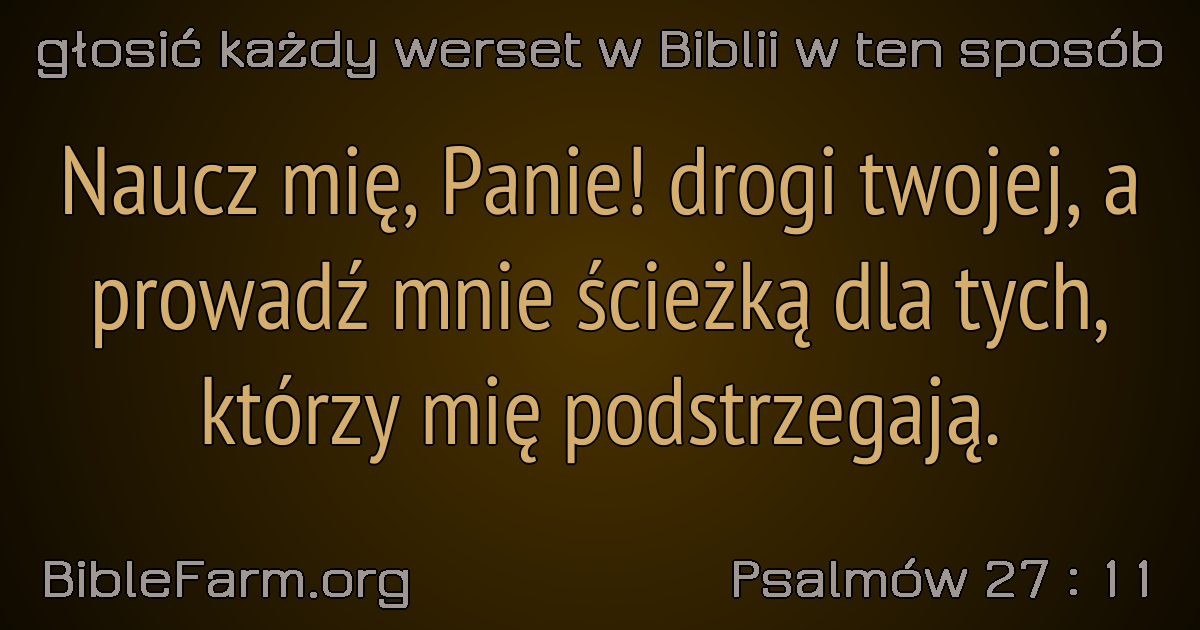 głosić każdy werset w Biblii w ten sposób
Naucz mię, Panie! drogi twojej, a
prowadź mnie ścieżką dla tych,
którzy mię podstrzegają.
BibleFarm.org
Psalmów 27 : 11